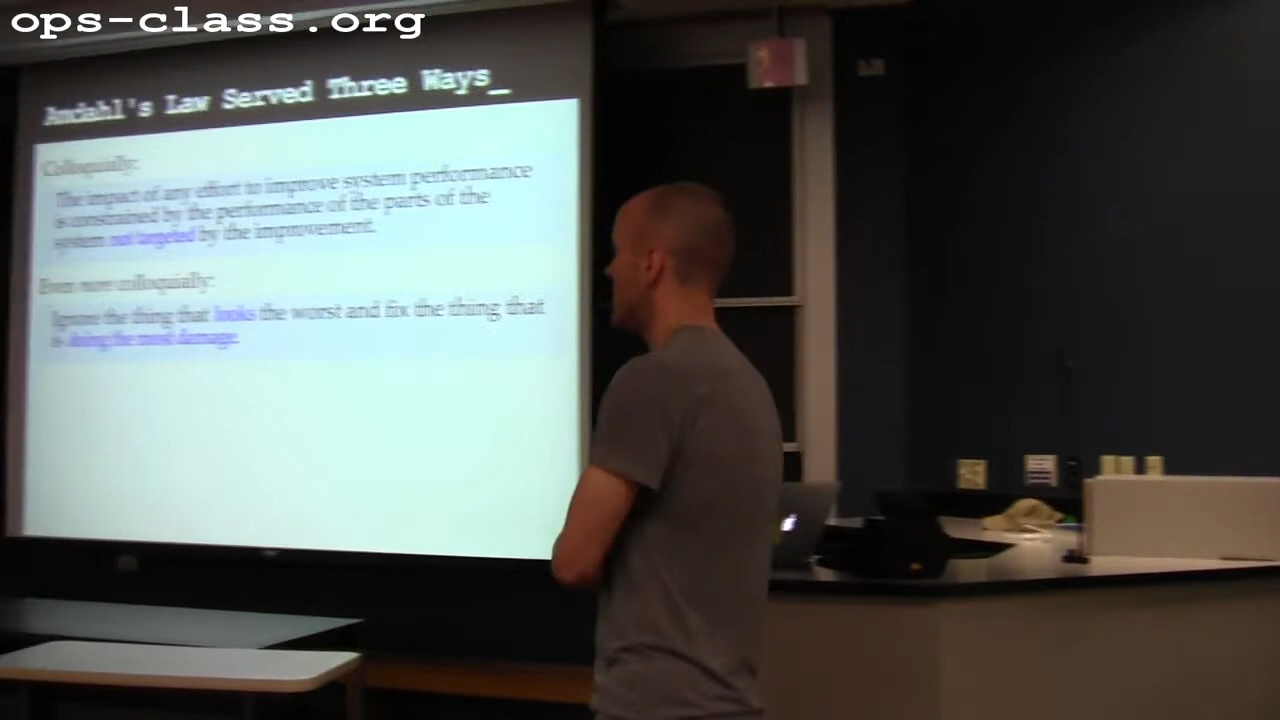 ops-class.org
Amdahl's Law Served Three Ways_
Colloquially:
The impact of any effort to improve system performance
is constrained by the performance of the parts of the
system not targeted by the improvement.
Even more colloquially:
Ignore the thing that looks the worst and fix the thing that
is doing the most damage.